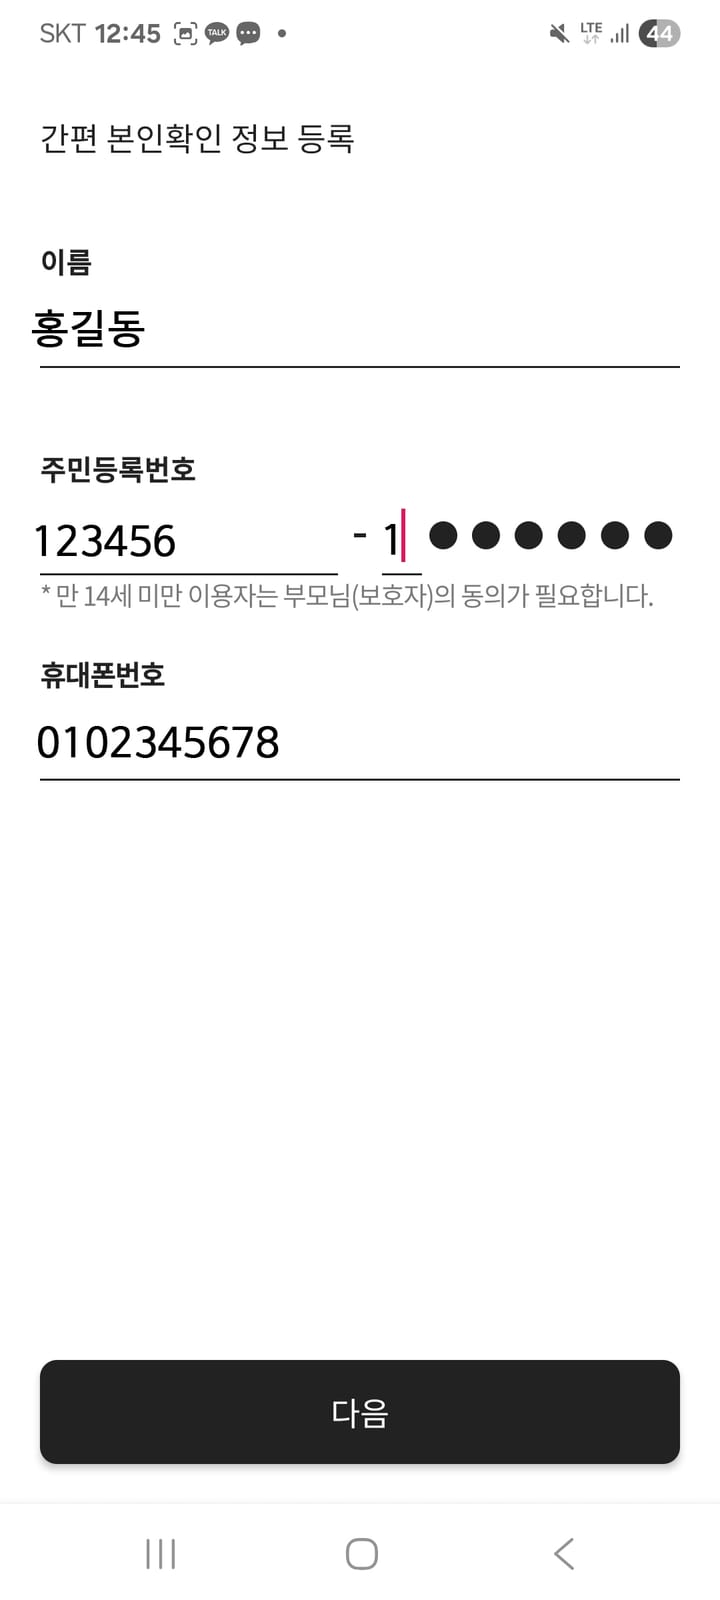 SKT 12:45 TALK LTE 44
간편 본인확인 정보 등록
이름
홍길동
주민등록번호
123456 - 1 ●●●●●●
* 만 14세 미만 이용자는 부모님(보호자)의 동의가 필요합니다.
휴대폰번호
0102345678
다음